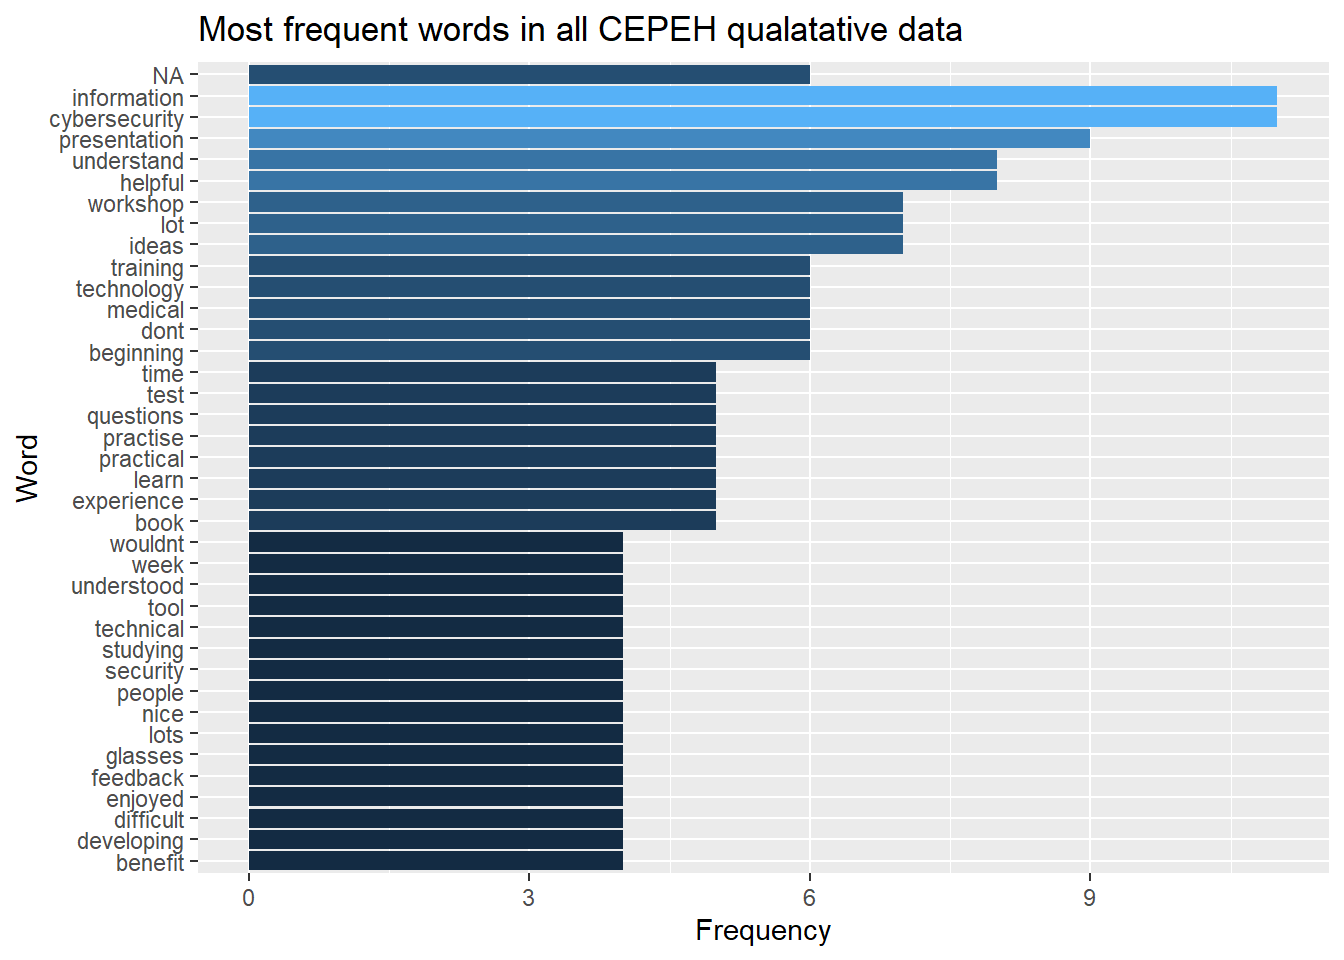 Most frequent words in all CEPEH qualatative data
NA
information
cybersecurity
presentation
understand
helpful
workshop
lot
ideas
training
technology
medical
dont
beginning
time
test
questions
practise
practical
learn
experience
book
wouldnt
week
understood
tool
technical
studying
security
people
nice
lots
glasses
feedback
enjoyed
difficult
developing
benefit
Word
0 3 6 9
Frequency